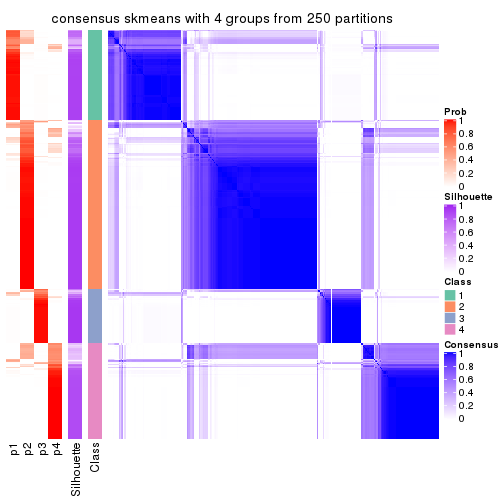 consensus skmeans with 4 groups from 250 partitions
Prob
1
0.8
0.6
0.4
0.2
0
Silhouette
1
0.8
0.6
0.4
0.2
0
Class
1
2
3
4
Consensus
1
0.8
0.6
0.4
0.2
0
p1
p2
p3
p4
Silhouette
Class